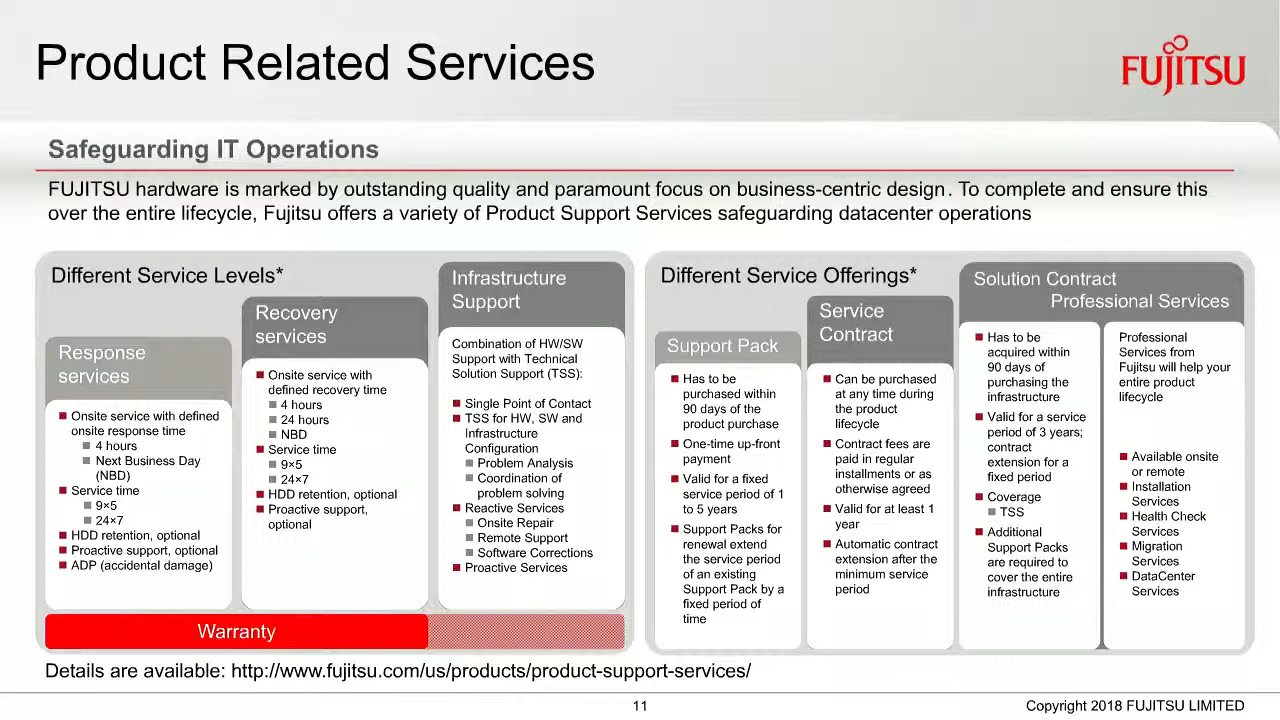 Product Related Services
FUJITSU
Safeguarding IT Operations
FUJITSU hardware is marked by outstanding quality and paramount focus on business-centric design. To complete and ensure this
over the entire lifecycle, Fujitsu offers a variety of Product Support Services safeguarding datacenter operations
Different Service Levels*
Response
services
Onsite service with defined
onsite response time
4 hours
Next Business Day
(NBD)
Service time
9×5
24×7
HDD retention, optional
Proactive support, optional
ADP (accidental damage)
Recovery
services
Onsite service with
defined recovery time
4 hours
24 hours
NBD
Service time
9×5
24×7
HDD retention, optional
Proactive support,
optional
Infrastructure
Support
Combination of HW/SW
Support with Technical
Solution Support (TSS):
Single Point of Contact
TSS for HW, SW and
Infrastructure
Configuration
Problem Analysis
Coordination of
problem solving
Reactive Services
Onsite Repair
Remote Support
Software Corrections
Proactive Services
Warranty
Different Service Offerings*
Support Pack
Has to be
purchased within
90 days of the
product purchase
One-time up-front
payment
Valid for a fixed
service period of 1
to 5 years
Support Packs for
renewal extend
the service period
of an existing
Support Pack by a
fixed period of
time
Service
Contract
Can be purchased
at any time during
the product
lifecycle
Contract fees are
paid in regular
installments or as
otherwise agreed
Valid for at least 1
year
Automatic contract
extension after the
minimum service
period
Solution Contract
Professional Services
Has to be
acquired within
90 days of
purchasing the
infrastructure
Valid for a service
period of 3 years;
contract
extension for a
fixed period
Coverage
TSS
Additional
Support Packs
are required to
cover the entire
infrastructure
Professional
Services from
Fujitsu will help your
entire product
lifecycle
Available onsite
or remote
Installation
Services
Health Check
Services
Migration
Services
DataCenter
Services
Details are available: http://www.fujitsu.com/us/products/product-support-services/
11
Copyright 2018 FUJITSU LIMITED